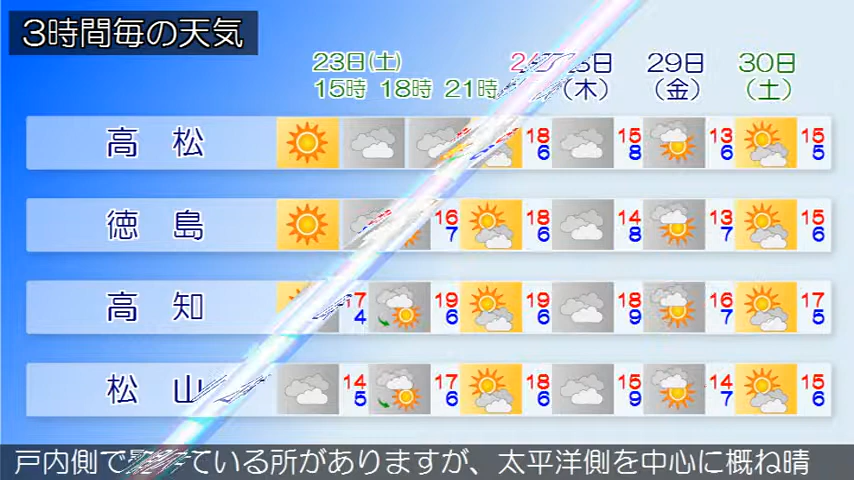 3時間毎の天気
23日(土)
15時 18時 21時
日 29日 30日
(木) (金) (土)
高松 18 6 15 8 13 6 15 5
徳島 16 7 18 6 14 8 13 7 15 6
高知 17 4 19 6 19 6 18 9 16 7 17 5
松山 14 5 17 6 18 6 15 9 14 7 15 6
戸内側で ている所がありますが、太平洋側を中心に概ね晴